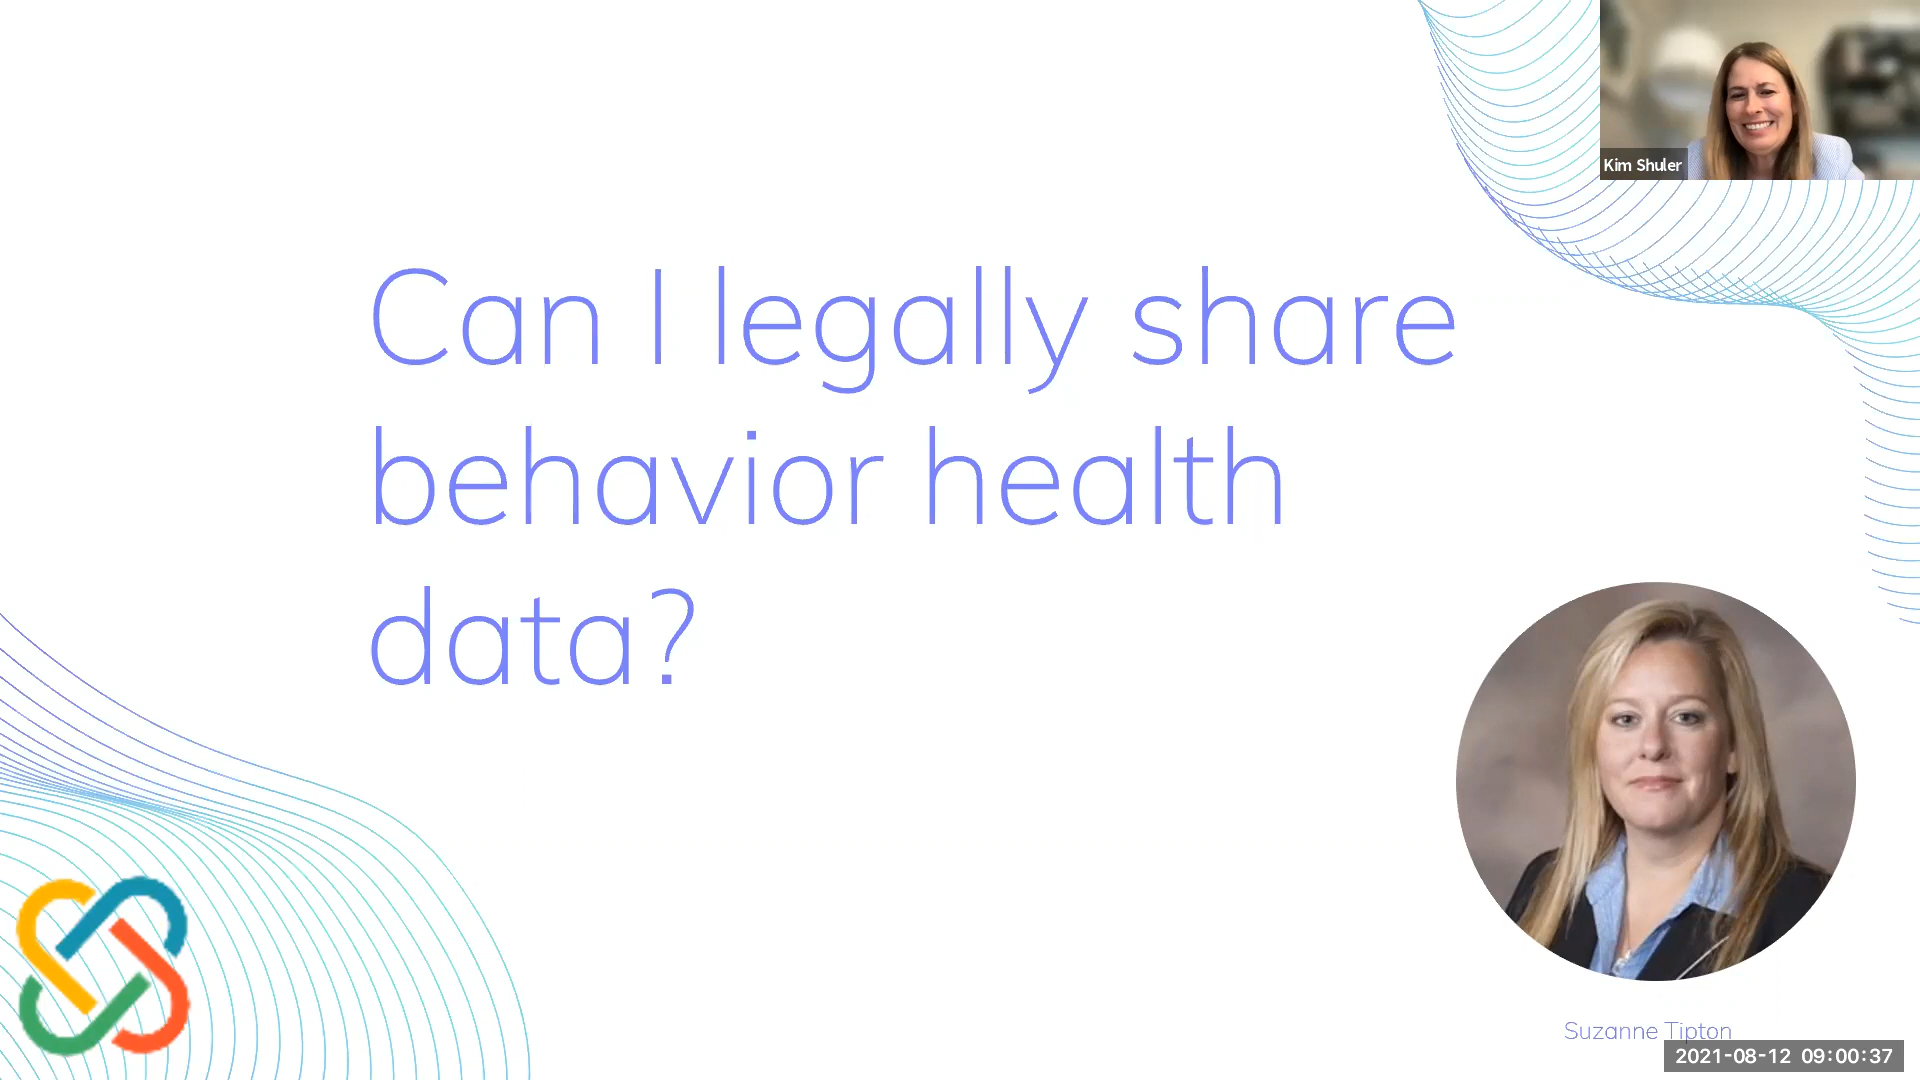 Kim Shuler
Can I legally share
behavior health
data?
Suzanne Tipton
2021-08-12 09:00:37